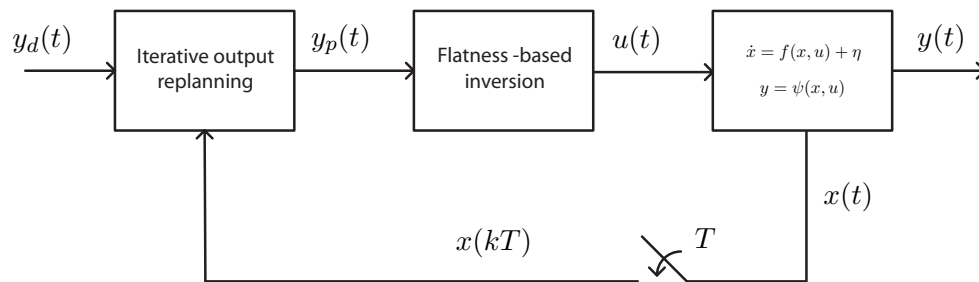 y_d(t)
Iterative output
replanning
y_p(t)
Flatness -based
inversion
u(t)
ẋ = f(x, u) + η
y = ψ(x, u)
y(t)
x(t)
x(kT)
T